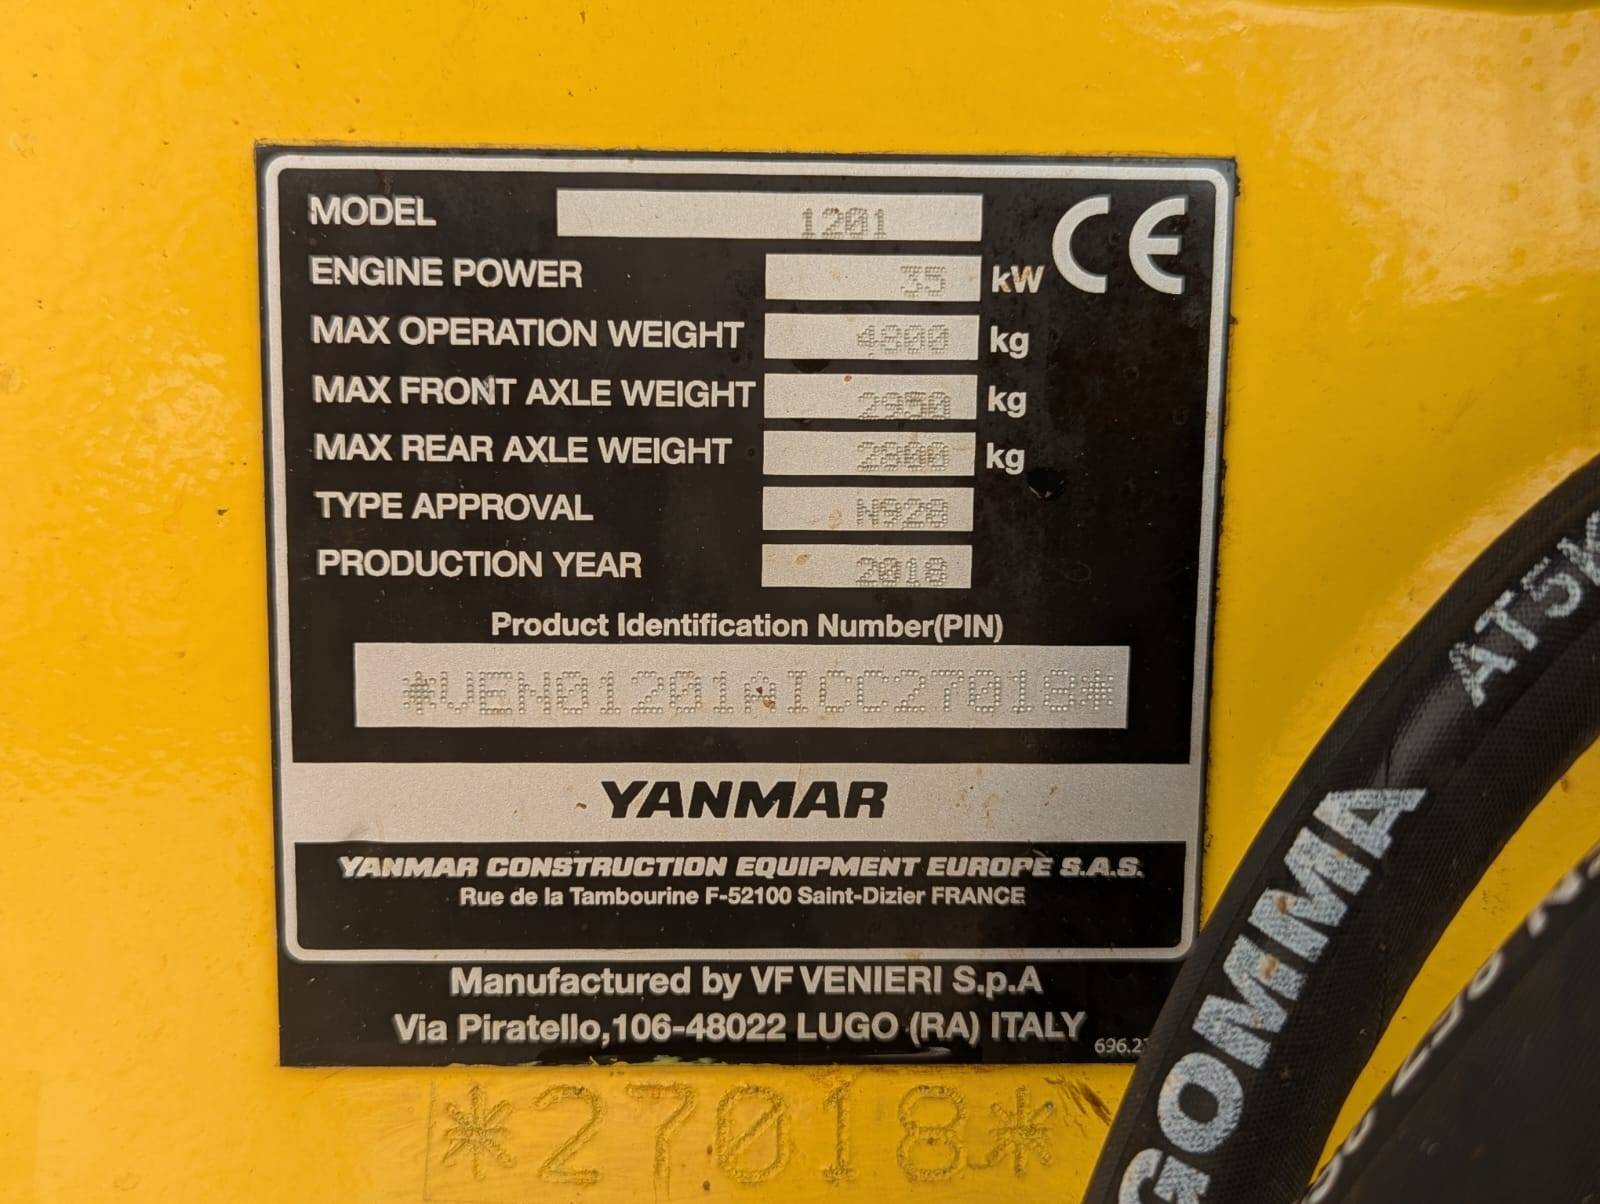 MODEL 1201 CE
ENGINE POWER 35 kW
MAX OPERATION WEIGHT 4800 kg
MAX FRONT AXLE WEIGHT 2950 kg
MAX REAR AXLE WEIGHT 2800 kg
TYPE APPROVAL N928
PRODUCTION YEAR 2018
Product Identification Number(PIN)
*VEN01201AICC27018*
YANMAR
YANMAR CONSTRUCTION EQUIPMENT EUROPE S.A.S.
Rue de la Tambourine F-52100 Saint-Dizier FRANCE
Manufactured by VF VENIERI S.p.A
Via Piratello,106-48022 LUGO (RA) ITALY
*27018*
GOMMA